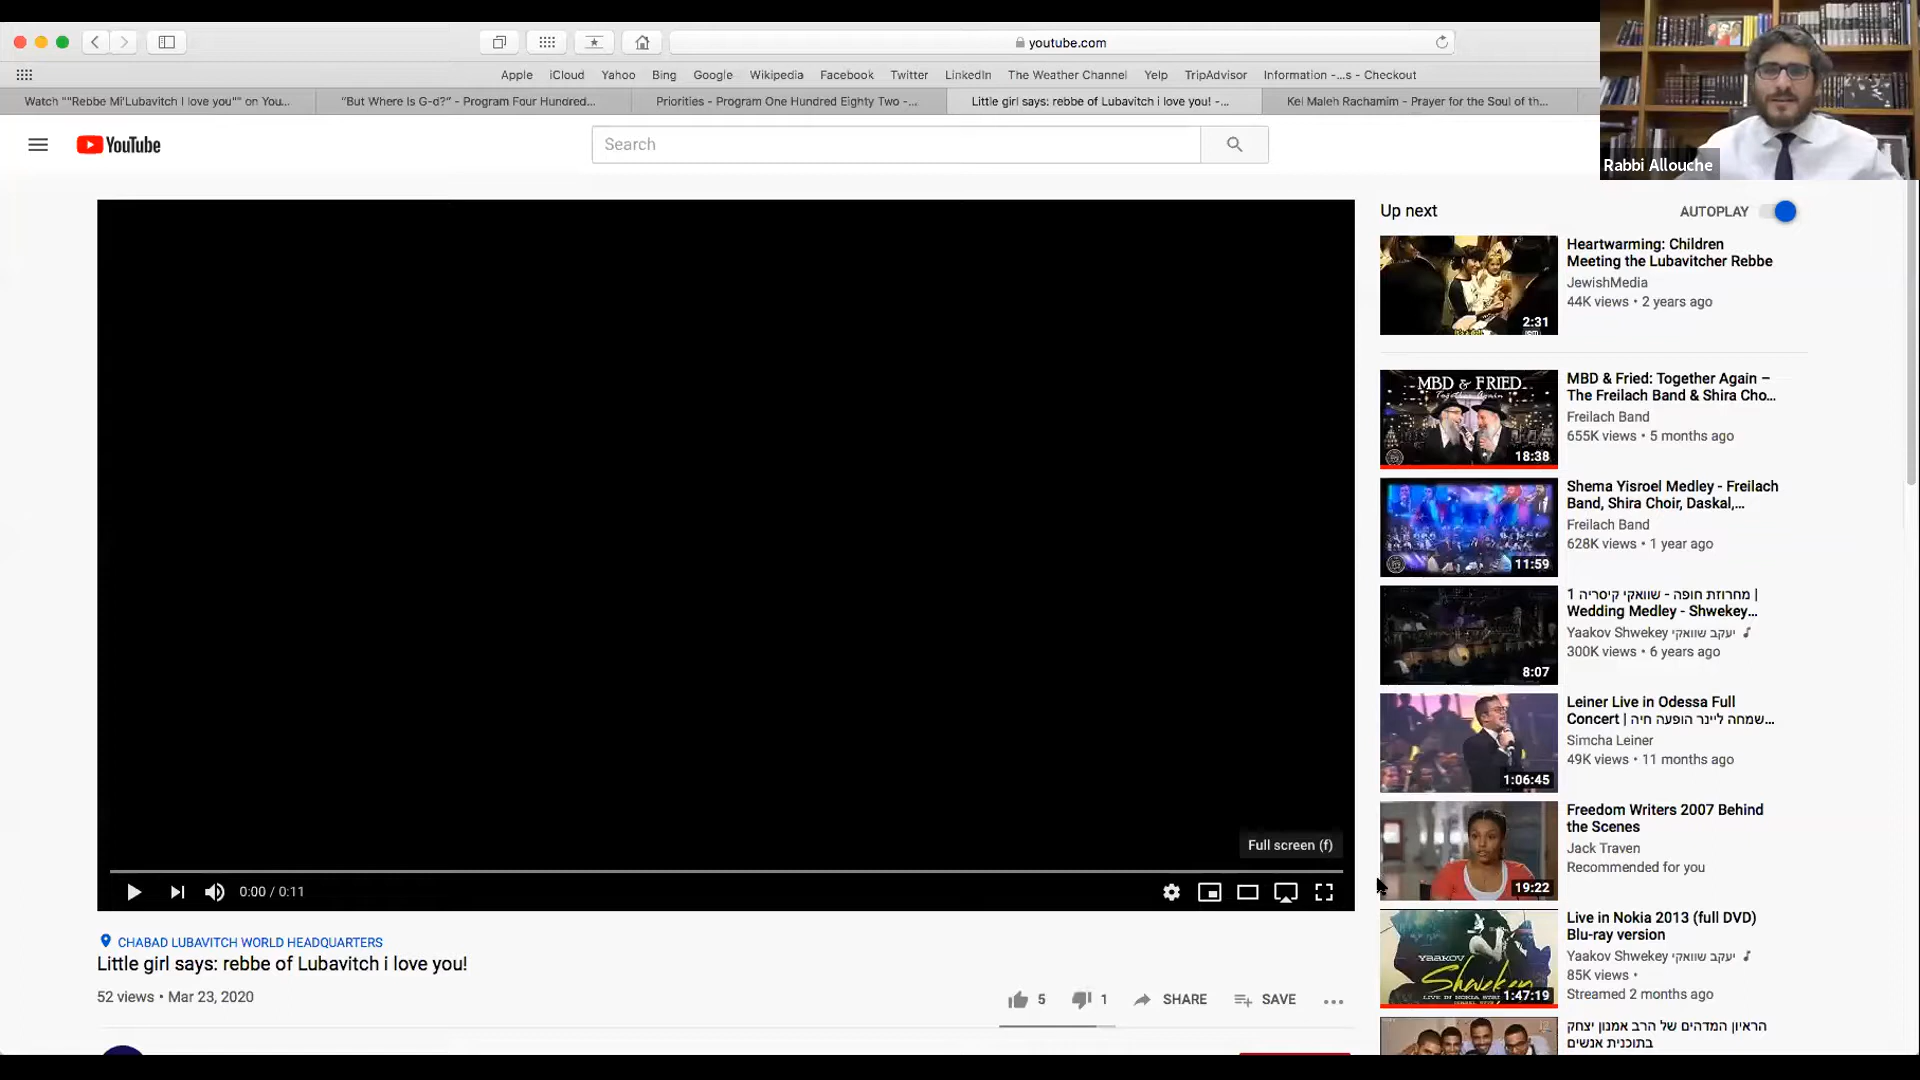 youtube.com
Apple iCloud Yahoo Bing Google Wikipedia Facebook Twitter LinkedIn The Weather Channel Yelp TripAdvisor Information -...s - Checkout
Watch ""Rebbe Mi'Lubavitch I love you"" on You...
"But Where Is G-d?" - Program Four Hundred...
Priorities - Program One Hundred Eighty Two -...
Little girl says: rebbe of Lubavitch i love you! -...
Kel Maleh Rachamim - Prayer for the Soul of th...
Rabbi Allouche
YouTube
Search
Full screen (f)
0:00 / 0:11
CHABAD LUBAVITCH WORLD HEADQUARTERS
Little girl says: rebbe of Lubavitch i love you!
52 views • Mar 23, 2020
5
1
SHARE
SAVE
Up next
AUTOPLAY
2:31
Heartwarming: Children
Meeting the Lubavitcher Rebbe
JewishMedia
44K views • 2 years ago
MBD & FRIED
Together Again
18:38
MBD & Fried: Together Again –
The Freilach Band & Shira Cho...
Freilach Band
655K views • 5 months ago
11:59
Shema Yisroel Medley - Freilach
Band, Shira Choir, Daskal,...
Freilach Band
628K views • 1 year ago
8:07
מחרוזת חופה - שוואקי קיסריה 1 |
Wedding Medley - Shwekey...
Yaakov Shwekey יעקב שוואקי
300K views • 6 years ago
1:06:45
Leiner Live in Odessa Full
Concert | שמחה ליינר הופעה חיה...
Simcha Leiner
49K views • 11 months ago
19:22
Freedom Writers 2007 Behind
the Scenes
Jack Traven
Recommended for you
YAAKOV
Shwekey
LIVE IN NOKIA
1:47:19
Live in Nokia 2013 (full DVD)
Blu-ray version
Yaakov Shwekey יעקב שוואקי
85K views •
Streamed 2 months ago
הראיון המדהים של הרב אמנון יצחק
בתוכנית אנשים